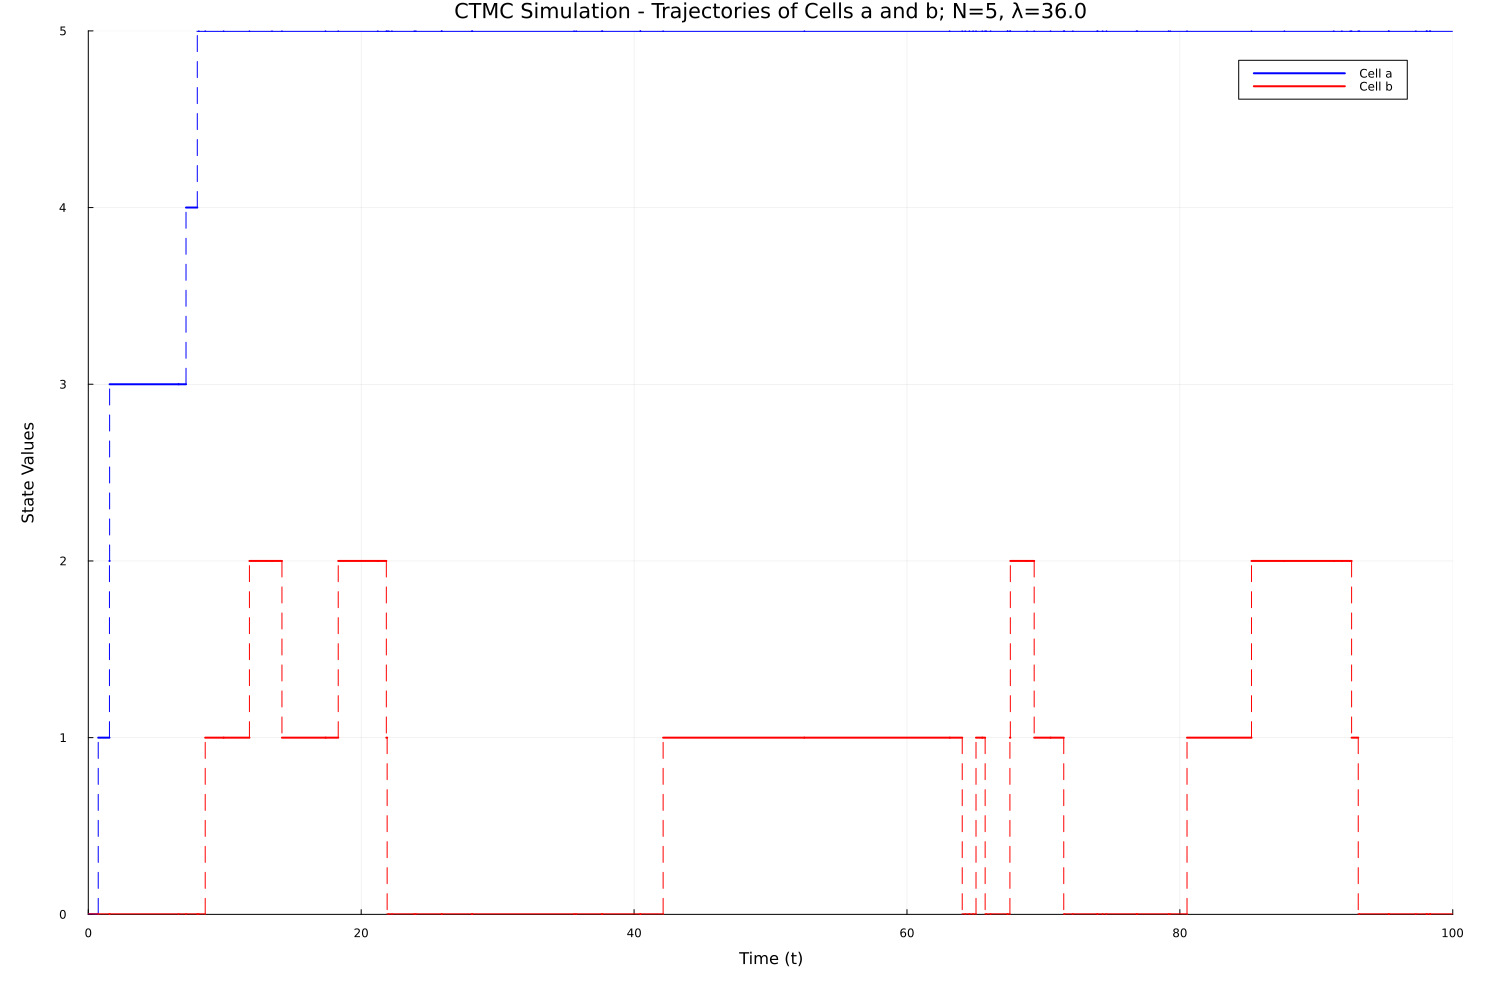 CTMC Simulation - Trajectories of Cells a and b; N=5, λ=36.0
5
Cell a
Cell b
4
3
State Values
2
1
0
0 20 40 60 80 100
Time (t)